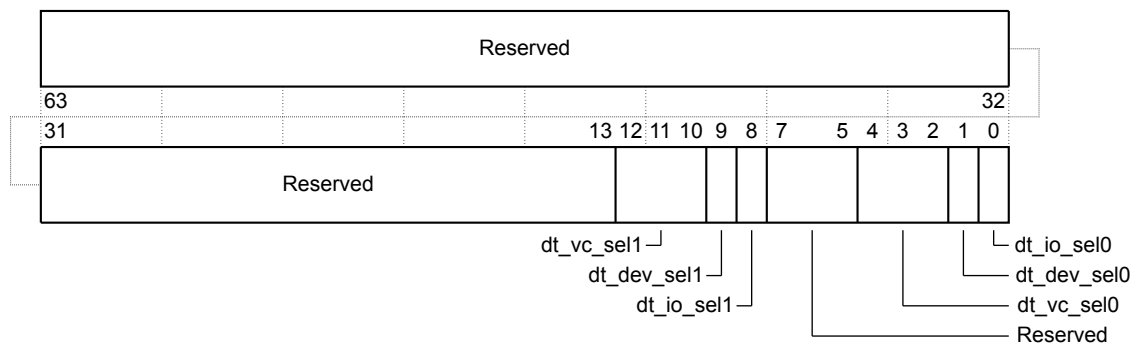 Reserved
63 32
31 13 12 11 10 9 8 7 5 4 3 2 1 0
Reserved
dt_vc_sel1 dt_io_sel0
dt_dev_sel1 dt_dev_sel0
dt_io_sel1 dt_vc_sel0
Reserved